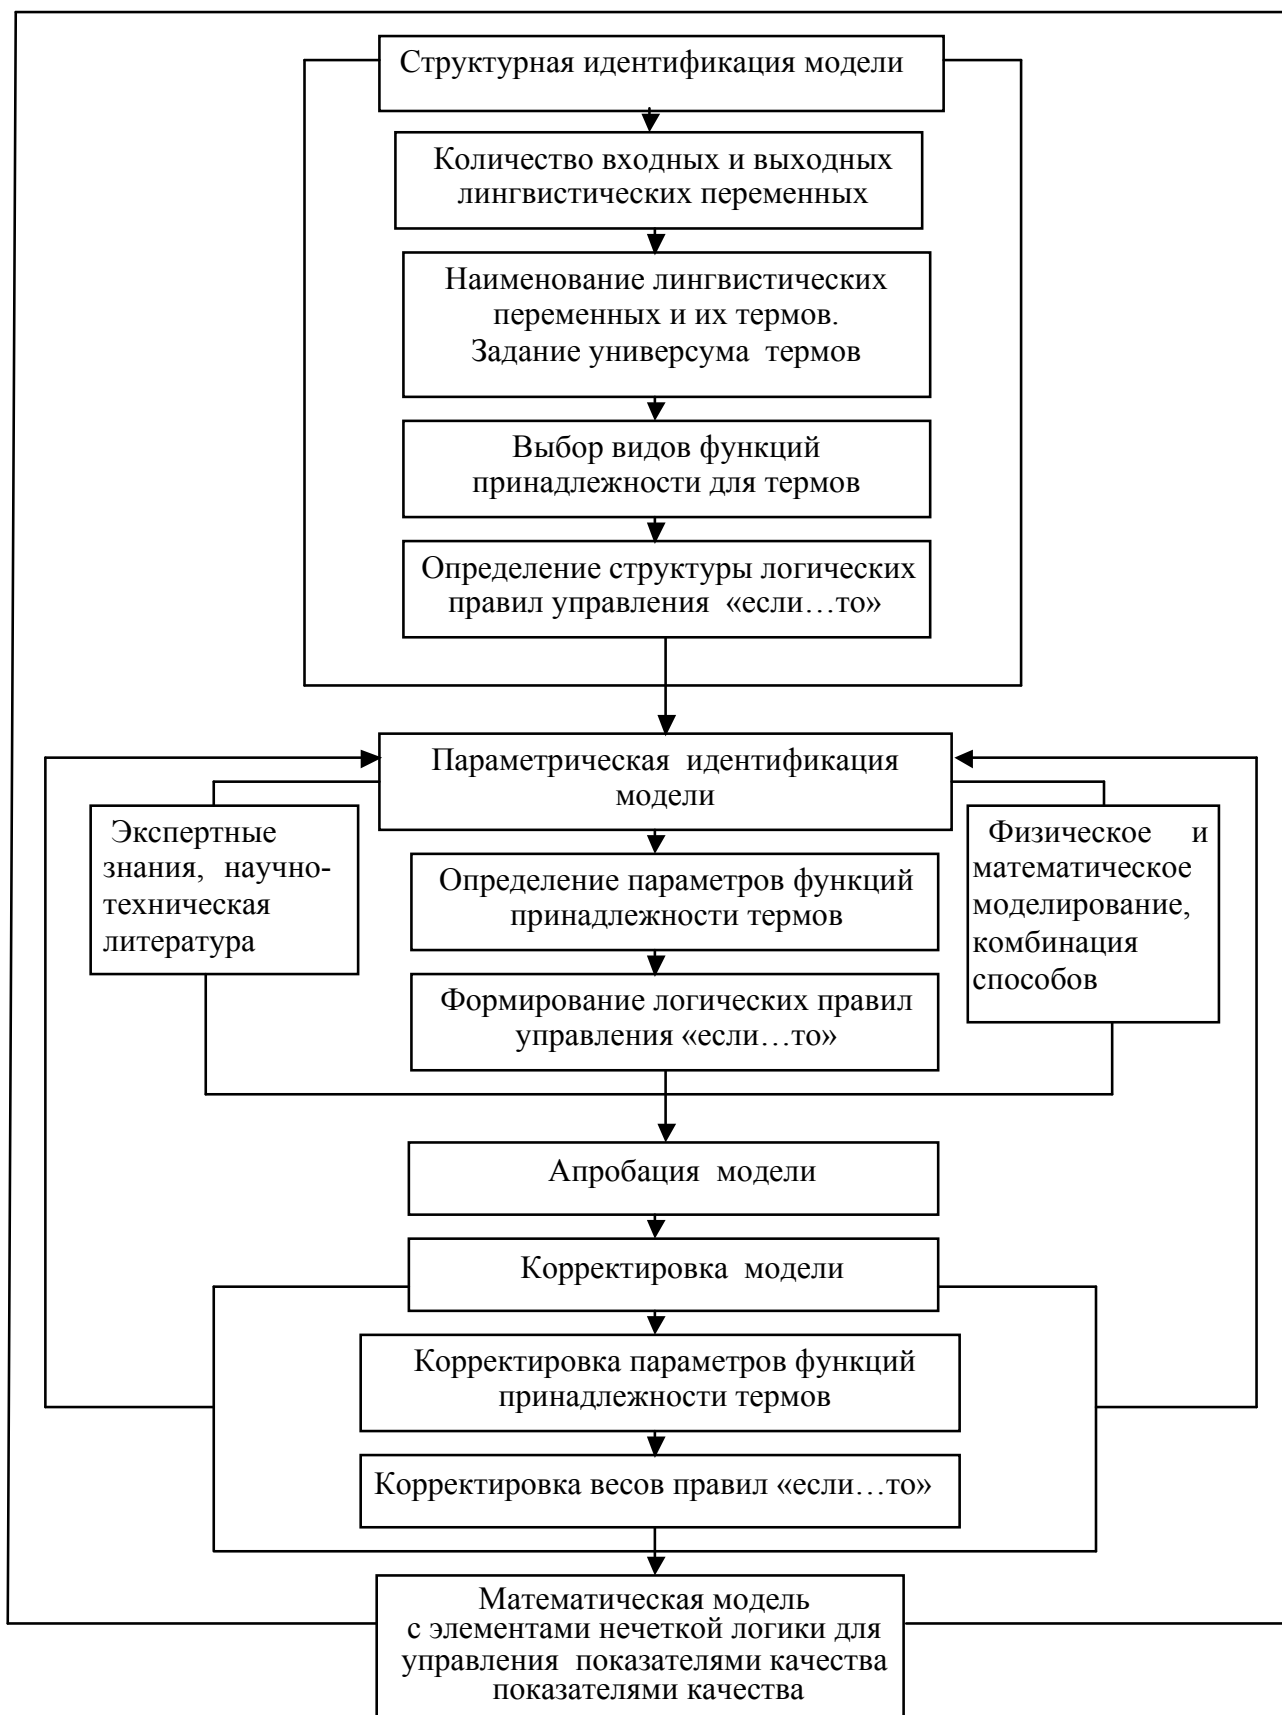 Структурная идентификация модели
Количество входных и выходных
лингвистических переменных
Наименование лингвистических
переменных и их термов.
Задание универсума термов
Выбор видов функций
принадлежности для термов
Определение структуры логических
правил управления «если…то»
Параметрическая идентификация
модели
Экспертные
знания, научно-
техническая
литература
Физическое и
математическое
моделирование,
комбинация
способов
Определение параметров функций
принадлежности термов
Формирование логических правил
управления «если…то»
Апробация модели
Корректировка модели
Корректировка параметров функций
принадлежности термов
Корректировка весов правил «если…то»
Математическая модель
с элементами нечеткой логики для
управления показателями качества
показателями качества